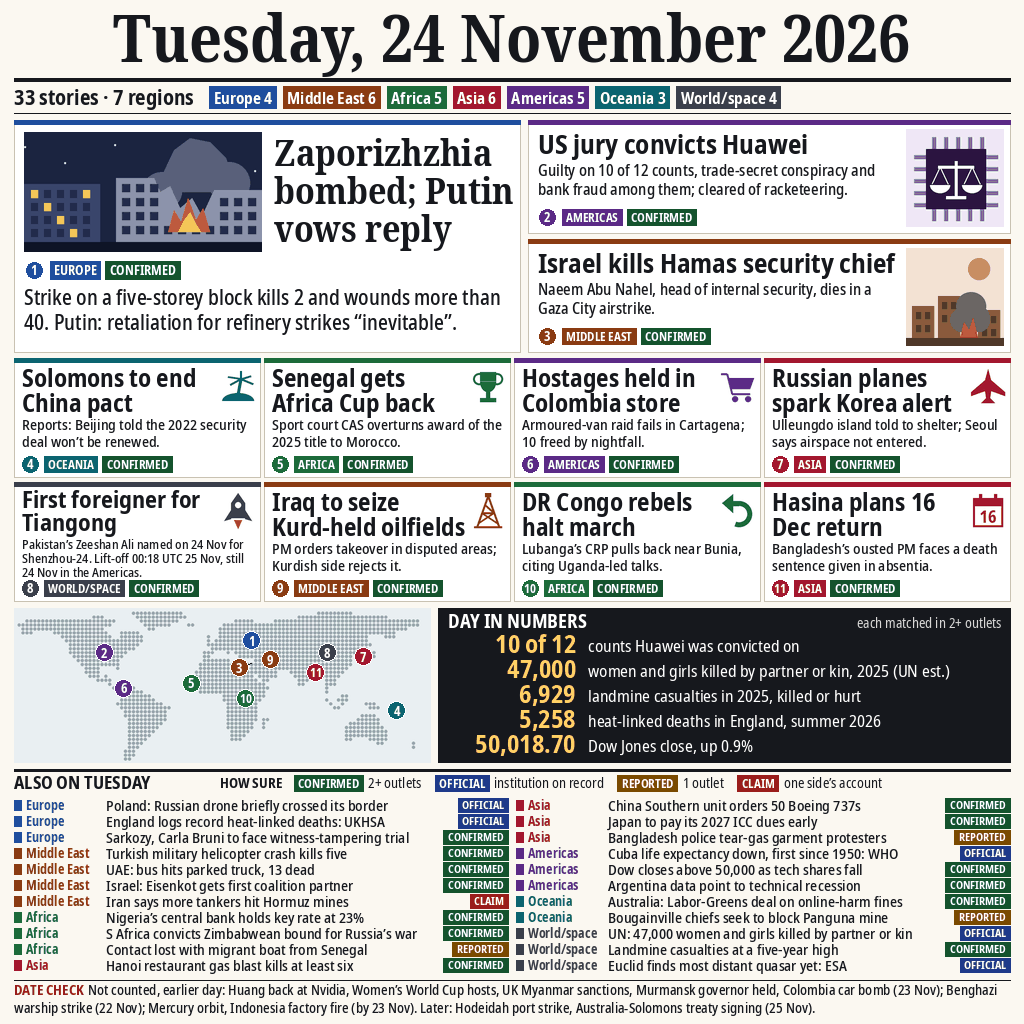 Tuesday, 24 November 2026
33 stories · 7 regions Europe 4 Middle East 6 Africa 5 Asia 6 Americas 5 Oceania 3 World/space 4
Zaporizhzhia
bombed; Putin
vows reply
1 EUROPE CONFIRMED
Strike on a five-storey block kills 2 and wounds more than
40. Putin: retaliation for refinery strikes “inevitable”.
US jury convicts Huawei
Guilty on 10 of 12 counts, trade-secret conspiracy and
bank fraud among them; cleared of racketeering.
2 AMERICAS CONFIRMED
Israel kills Hamas security chief
Naeem Abu Nahel, head of internal security, dies in a
Gaza City airstrike.
3 MIDDLE EAST CONFIRMED
Solomons to end
China pact
Reports: Beijing told the 2022 security
deal won’t be renewed.
4 OCEANIA CONFIRMED
Senegal gets
Africa Cup back
Sport court CAS overturns award of the
2025 title to Morocco.
5 AFRICA CONFIRMED
Hostages held in
Colombia store
Armoured-van raid fails in Cartagena;
10 freed by nightfall.
6 AMERICAS CONFIRMED
Russian planes
spark Korea alert
Ulleungdo island told to shelter; Seoul
says airspace not entered.
7 ASIA CONFIRMED
First foreigner for
Tiangong
Pakistan’s Zeeshan Ali named on 24 Nov for
Shenzhou-24. Lift-off 00:18 UTC 25 Nov, still
24 Nov in the Americas.
8 WORLD/SPACE CONFIRMED
Iraq to seize
Kurd-held oilfields
PM orders takeover in disputed areas;
Kurdish side rejects it.
9 MIDDLE EAST CONFIRMED
DR Congo rebels
halt march
Lubanga’s CRP pulls back near Bunia,
citing Uganda-led talks.
10 AFRICA CONFIRMED
Hasina plans 16
Dec return
16
Bangladesh’s ousted PM faces a death
sentence given in absentia.
11 ASIA CONFIRMED
1
2
8
7
9
3
11
5
6
10
4
DAY IN NUMBERS each matched in 2+ outlets
10 of 12 counts Huawei was convicted on
47,000 women and girls killed by partner or kin, 2025 (UN est.)
6,929 landmine casualties in 2025, killed or hurt
5,258 heat-linked deaths in England, summer 2026
50,018.70 Dow Jones close, up 0.9%
ALSO ON TUESDAY HOW SURE CONFIRMED 2+ outlets OFFICIAL institution on record REPORTED 1 outlet CLAIM one side’s account
Europe Poland: Russian drone briefly crossed its border OFFICIAL
Europe England logs record heat-linked deaths: UKHSA OFFICIAL
Europe Sarkozy, Carla Bruni to face witness-tampering trial CONFIRMED
Middle East Turkish military helicopter crash kills five CONFIRMED
Middle East UAE: bus hits parked truck, 13 dead CONFIRMED
Middle East Israel: Eisenkot gets first coalition partner CONFIRMED
Middle East Iran says more tankers hit Hormuz mines CLAIM
Africa Nigeria’s central bank holds key rate at 23% CONFIRMED
Africa S Africa convicts Zimbabwean bound for Russia’s war CONFIRMED
Africa Contact lost with migrant boat from Senegal REPORTED
Asia Hanoi restaurant gas blast kills at least six CONFIRMED
Asia China Southern unit orders 50 Boeing 737s CONFIRMED
Asia Japan to pay its 2027 ICC dues early CONFIRMED
Asia Bangladesh police tear-gas garment protesters REPORTED
Americas Cuba life expectancy down, first since 1950: WHO OFFICIAL
Americas Dow closes above 50,000 as tech shares fall CONFIRMED
Americas Argentina data point to technical recession CONFIRMED
Oceania Australia: Labor-Greens deal on online-harm fines CONFIRMED
Oceania Bougainville chiefs seek to block Panguna mine REPORTED
World/space UN: 47,000 women and girls killed by partner or kin OFFICIAL
World/space Landmine casualties at a five-year high CONFIRMED
World/space Euclid finds most distant quasar yet: ESA OFFICIAL
DATE CHECK Not counted, earlier day: Huang back at Nvidia, Women’s World Cup hosts, UK Myanmar sanctions, Murmansk governor held, Colombia car bomb (23 Nov); Benghazi
warship strike (22 Nov); Mercury orbit, Indonesia factory fire (by 23 Nov). Later: Hodeidah port strike, Australia-Solomons treaty signing (25 Nov).